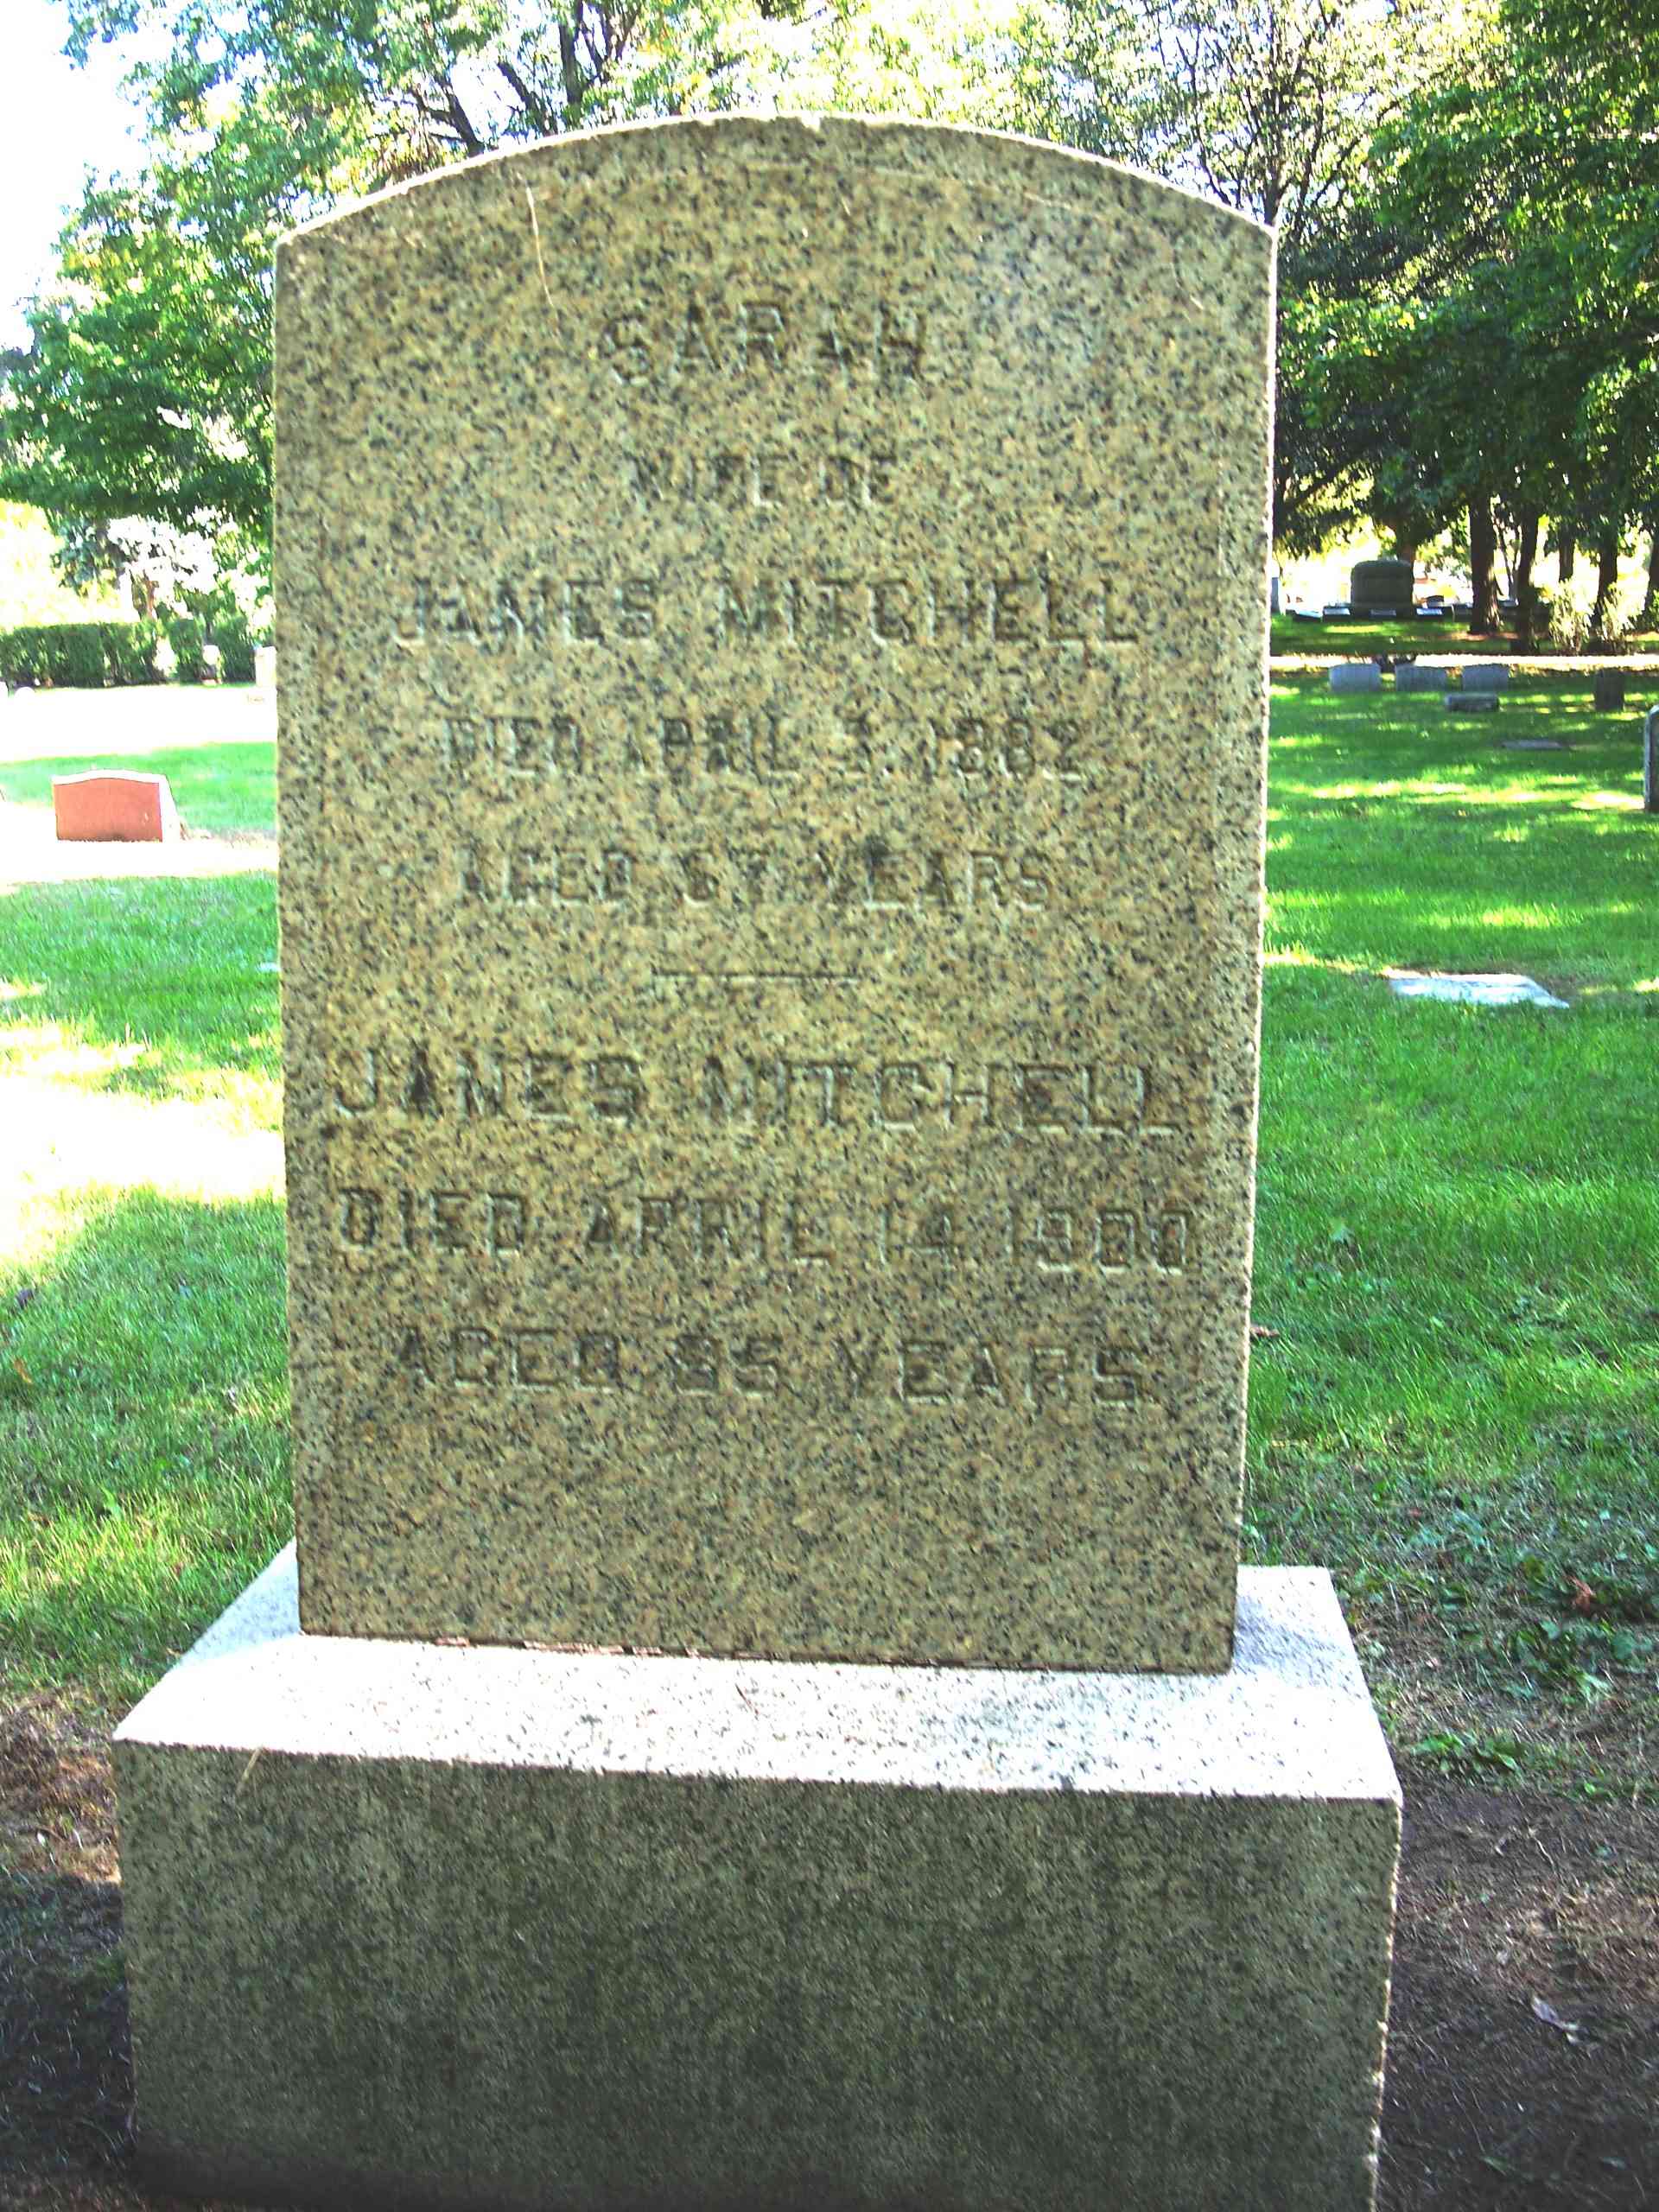 SARAH
WIFE OF
JAMES MITCHELL
DIED APRIL 1882
AGED 67 YEARS
JAMES MITCHELL
DIED APRIL 14, 1900
AGED 85 YEARS